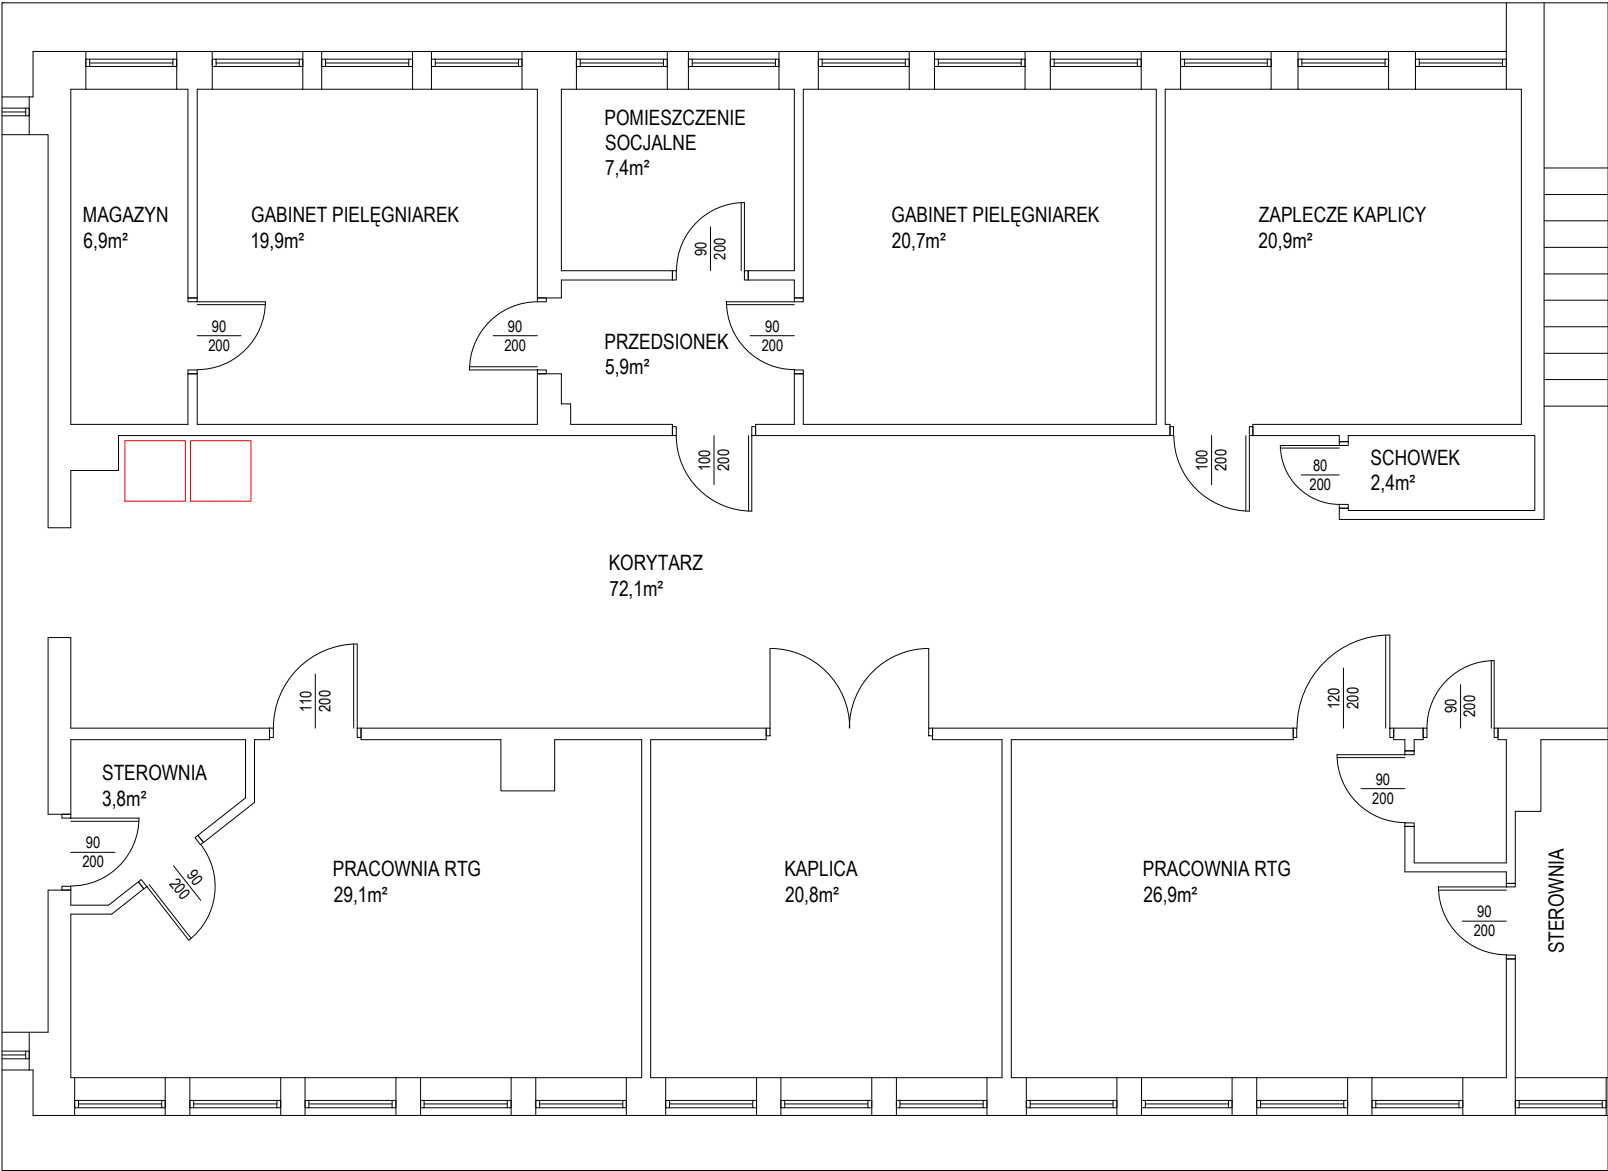 POMIESZCZENIE
SOCJALNE
7,4m²
MAGAZYN
6,9m²
GABINET PIELĘGNIAREK
19,9m²
GABINET PIELĘGNIAREK
20,7m²
ZAPLECZE KAPLICY
20,9m²
90
200
90
200
90
200
PRZEDSIONEK
5,9m²
90
200
100
200
100
200
80
200
SCHOWEK
2,4m²
KORYTARZ
72,1m²
110
200
120
200
90
200
STEROWNIA
3,8m²
90
200
90
200
90
200
PRACOWNIA RTG
29,1m²
KAPLICA
20,8m²
PRACOWNIA RTG
26,9m²
90
200
STEROWNIA